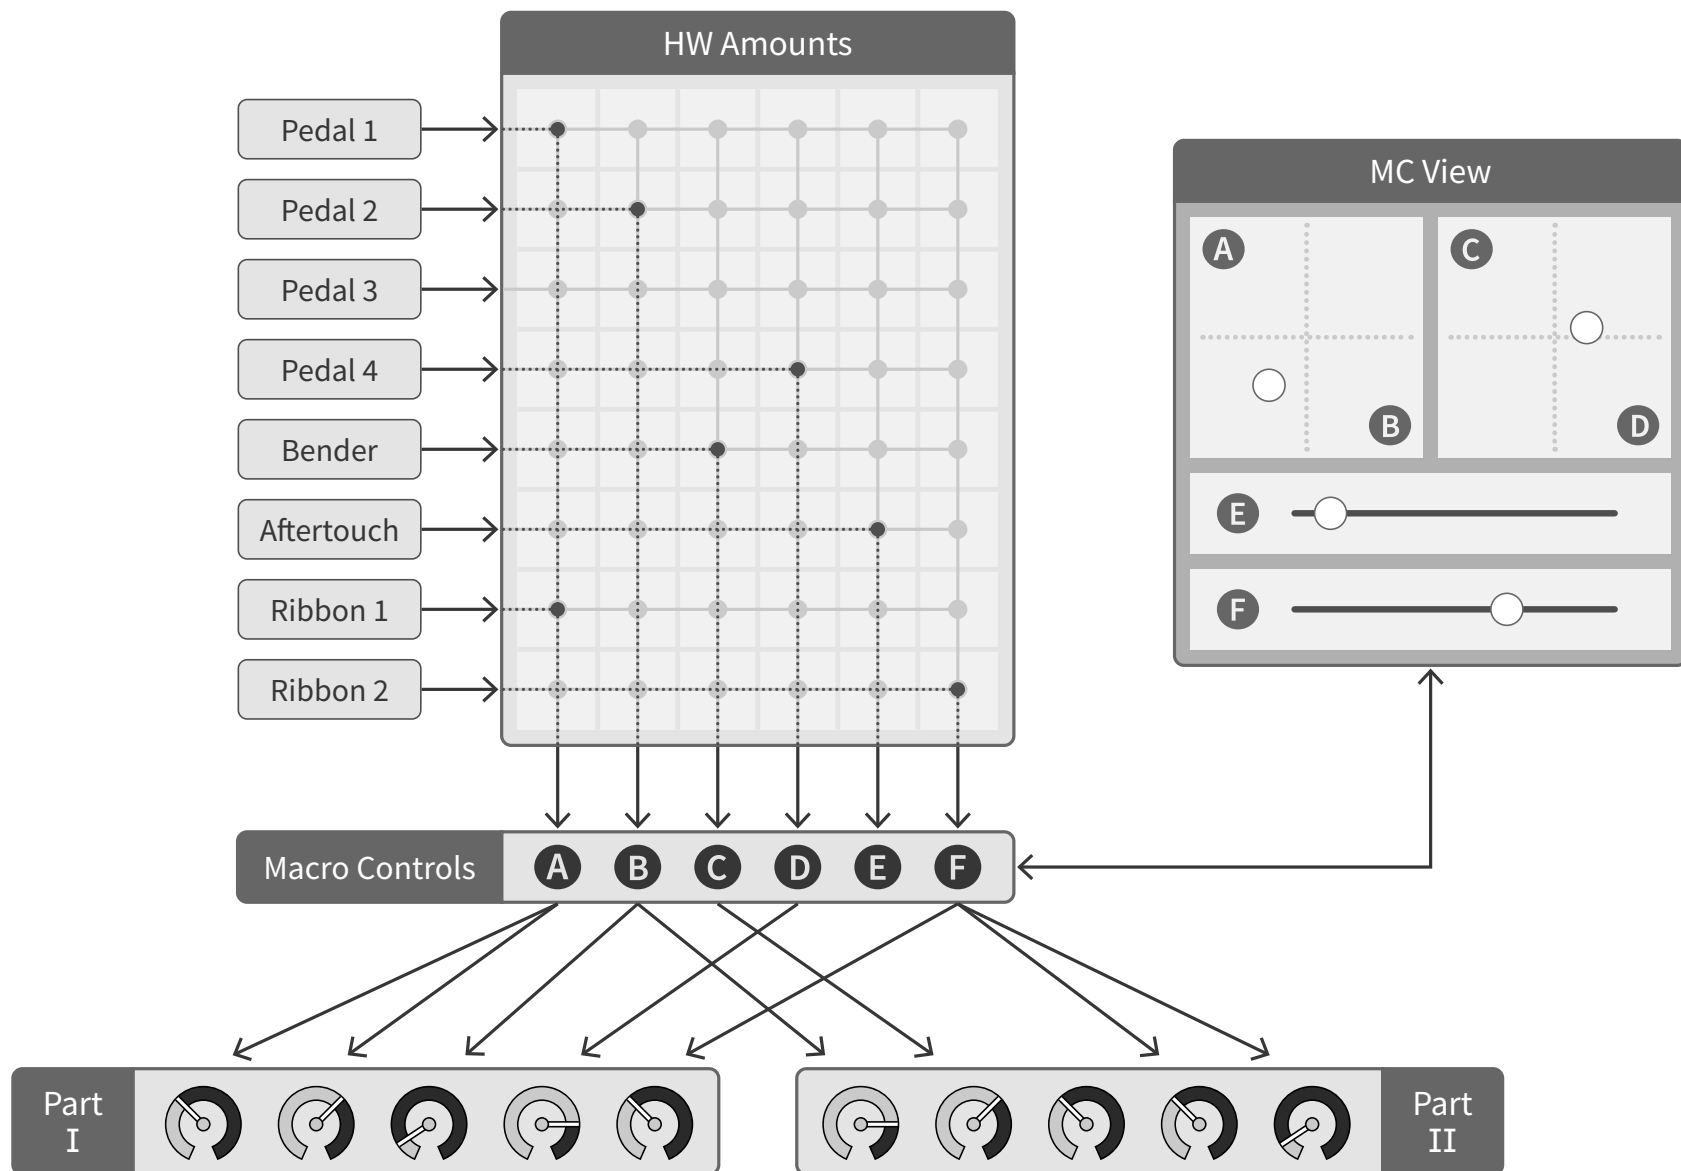 HW Amounts
Pedal 1
Pedal 2
Pedal 3
Pedal 4
Bender
Aftertouch
Ribbon 1
Ribbon 2
MC View
A
C
B
D
E
F
Macro Controls
A B C D E F
Part
I
Part
II